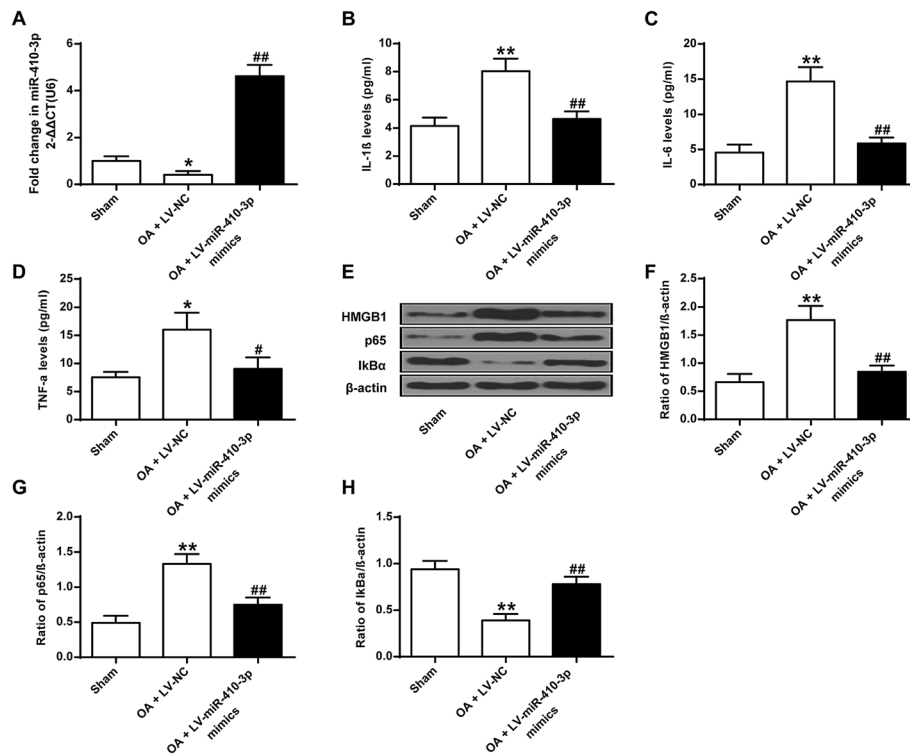 A
Fold change in miR-410-3p
2-ΔΔCT(U6)
6
4
2
0
*
##
Sham
OA + LV-NC
OA + LV-miR-410-3p
mimics
B
IL-1ß levels (pg/ml)
10
8
6
4
2
0
**
##
Sham
OA + LV-NC
OA + LV-miR-410-3p
mimics
C
IL-6 levels (pg/ml)
20
15
10
5
0
**
##
Sham
OA + LV-NC
OA + LV-miR-410-3p
mimics
D
TNF-a levels (pg/ml)
25
20
15
10
5
0
*
#
Sham
OA + LV-NC
OA + LV-miR-410-3p
mimics
E
HMGB1
p65
IkBα
β-actin
Sham
OA + LV-NC
OA + LV-miR-410-3p
mimics
F
Ratio of HMGB1/ß-actin
2.5
2.0
1.5
1.0
0.5
0.0
**
##
Sham
OA + LV-NC
OA + LV-miR-410-3p
mimics
G
Ratio of p65/ß-actin
2.0
1.5
1.0
0.5
0.0
**
##
Sham
OA + LV-NC
OA + LV-miR-410-3p
mimics
H
Ratio of IkBa/ß-actin
1.5
1.0
0.5
0.0
**
##
Sham
OA + LV-NC
OA + LV-miR-410-3p
mimics